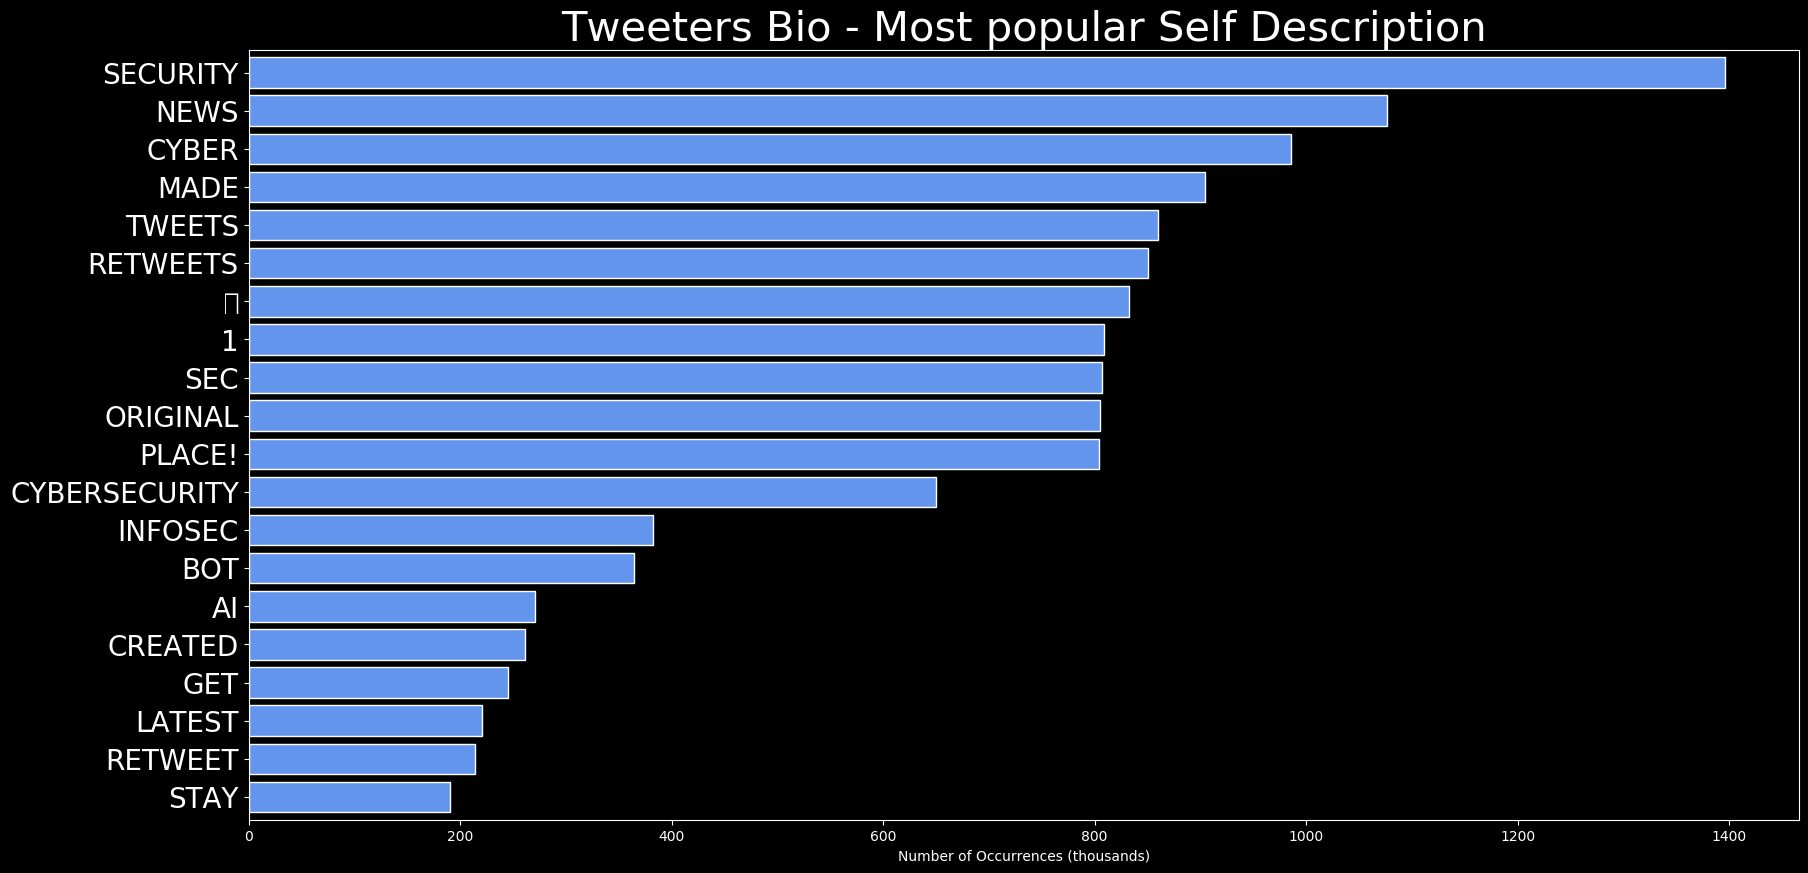 Tweeters Bio - Most popular Self Description
SECURITY
NEWS
CYBER
MADE
TWEETS
RETWEETS
1
SEC
ORIGINAL
PLACE!
CYBERSECURITY
INFOSEC
BOT
AI
CREATED
GET
LATEST
RETWEET
STAY
0 200 400 600 800 1000 1200 1400
Number of Occurrences (thousands)